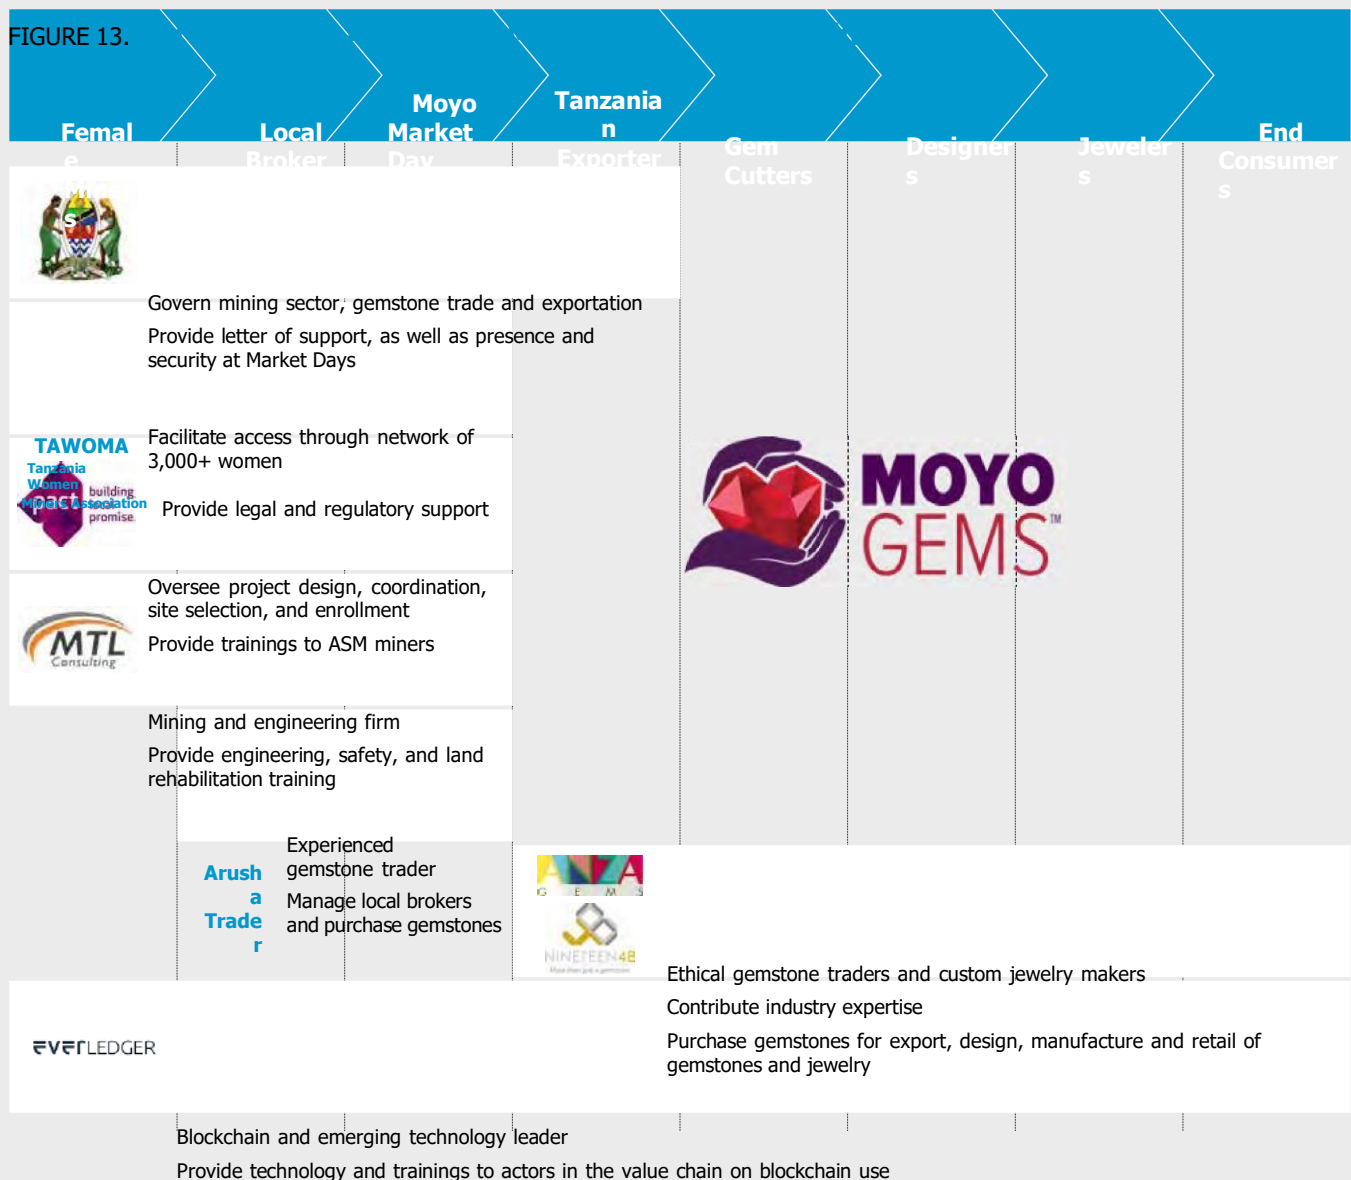 FIGURE 13.
Femal
e
s
Local
Broker
Moyo
Market
Day
Tanzania
n
Exporter
Gem
Cutters
Designer
s
Jeweler
s
End
Consumer
s
Govern mining sector, gemstone trade and exportation
Provide letter of support, as well as presence and
security at Market Days
TAWOMA
Tanzania
Women
Miners Association
Facilitate access through network of
3,000+ women
Provide legal and regulatory support
pact
building
promise
Oversee project design, coordination,
site selection, and enrollment
Provide trainings to ASM miners
MTL
Consulting
Mining and engineering firm
Provide engineering, safety, and land
rehabilitation training
MOYO
GEMS™
Arush
a
Trade
r
Experienced
gemstone trader
Manage local brokers
and purchase gemstones
ANZA
GEMS
NINETEEN48
Ethical gemstone traders and custom jewelry makers
Contribute industry expertise
Purchase gemstones for export, design, manufacture and retail of
gemstones and jewelry
EVERLEDGER
Blockchain and emerging technology leader
Provide technology and trainings to actors in the value chain on blockchain use